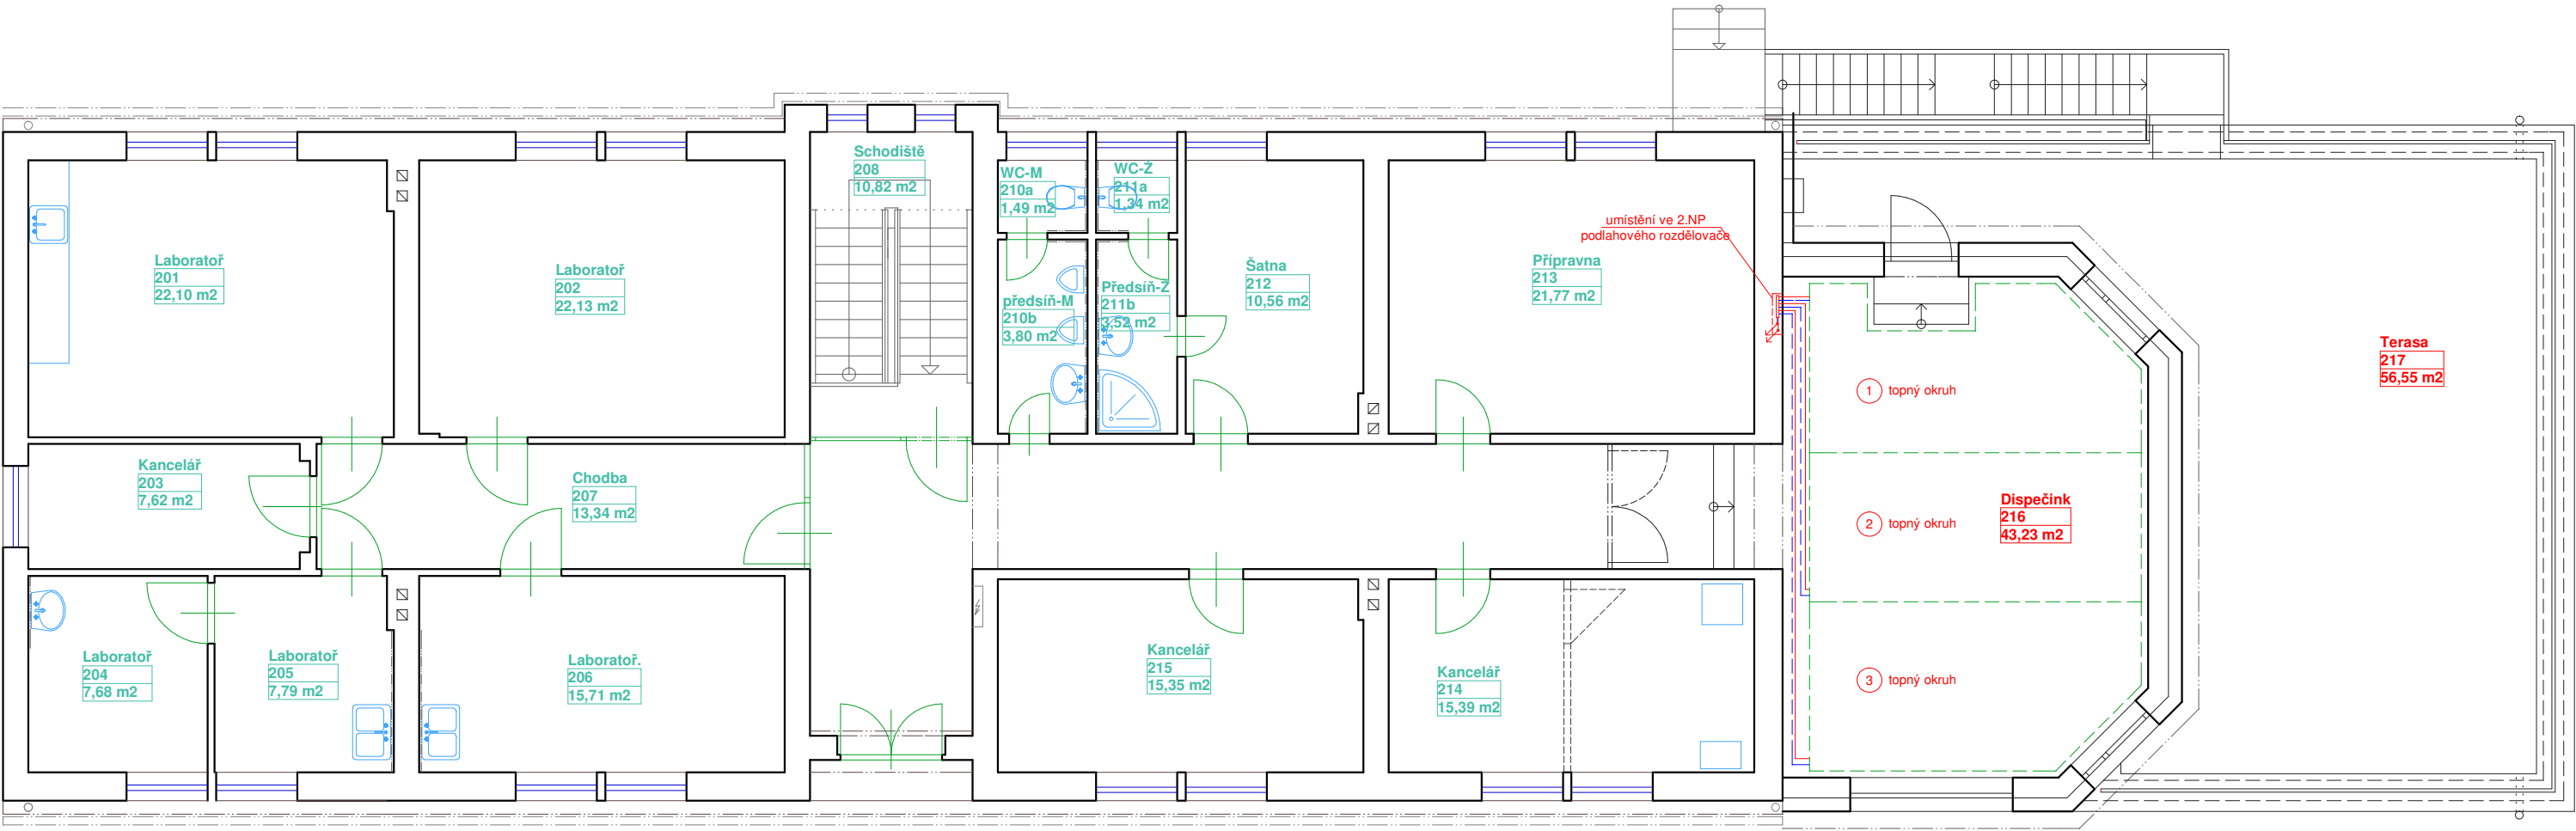 Laboratoř
201
22,10 m2
Laboratoř
202
22,13 m2
Schodiště
208
10,82 m2
WC-M
210a
1,49 m2
WC-Ž
211a
1,34 m2
předsíň-M
210b
3,80 m2
Předsíň-Ž
211b
3,52 m2
Šatna
212
10,56 m2
Přípravna
213
21,77 m2
umístění ve 2.NP
podlahového rozdělovače
1 topný okruh
2 topný okruh
3 topný okruh
Dispečink
216
43,23 m2
Terasa
217
56,55 m2
Kancelář
203
7,62 m2
Chodba
207
13,34 m2
Laboratoř
204
7,68 m2
Laboratoř
205
7,79 m2
Laboratoř.
206
15,71 m2
Kancelář
215
15,35 m2
Kancelář
214
15,39 m2